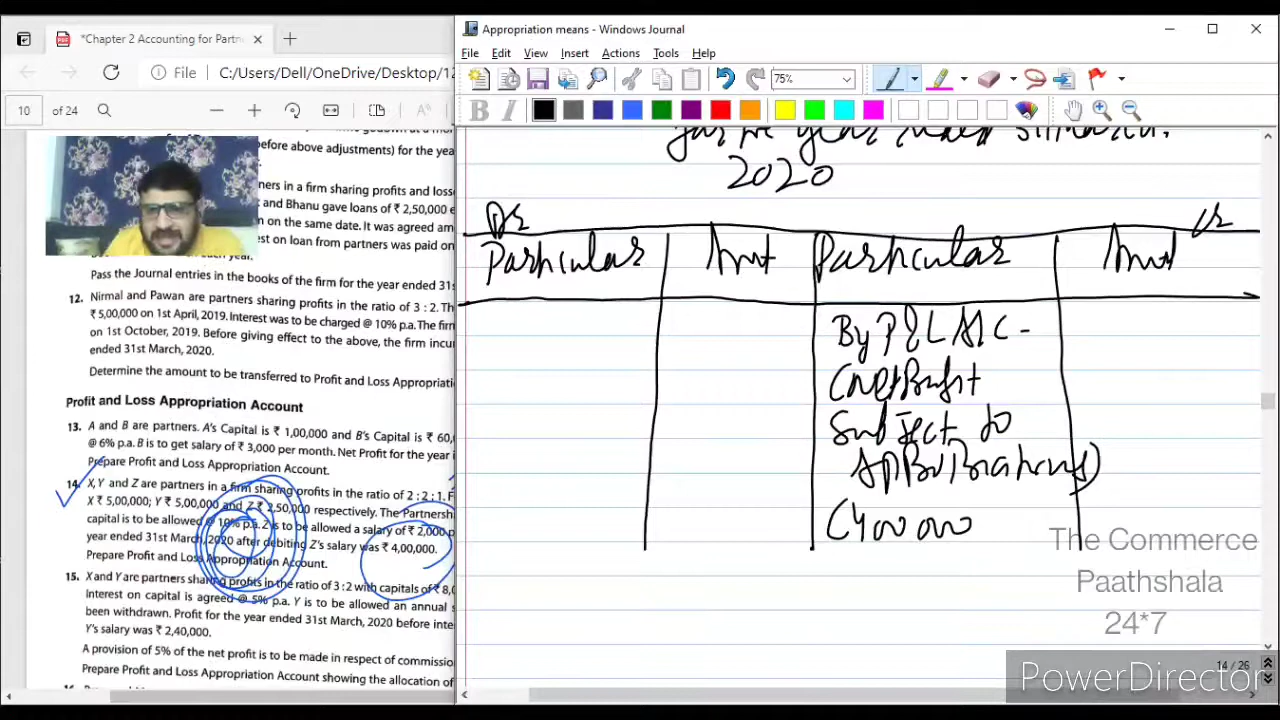 Appropriation means - Windows Journal
*Chapter 2 Accounting for Partn
File Edit View Insert Actions Tools Help
File C:/Users/Dell/OneDrive/Desktop/12
75%
10 of 24
B I
before above adjustments) for the year
2020
ners in a firm sharing profits and losse
and Bhanu gave loans of ₹ 2,50,000
on the same date. It was agreed am
est on loan from partners was paid on
Pass the Journal entries in the books of the firm for the year ended 31s
12. Nirmal and Pawan are partners sharing profits in the ratio of 3 : 2. Th
₹ 5,00,000 on 1st April, 2019. Interest was to be charged @ 10% p.a. The firm
on 1st October, 2019. Before giving effect to the above, the firm incu
ended 31st March, 2020.
Determine the amount to be transferred to Profit and Loss Appropriatio
Profit and Loss Appropriation Account
13. A and B are partners. A's Capital is ₹ 1,00,000 and B's Capital is ₹ 60,
@ 6% p.a. B is to get salary of ₹ 3,000 per month. Net Profit for the year
Prepare Profit and Loss Appropriation Account.
14. X, Y and Z are partners in a firm sharing profits in the ratio of 2 : 2 : 1. F
X ₹ 5,00,000; Y ₹ 5,00,000 and Z ₹ 2,50,000 respectively. The Partnersh
capital is to be allowed @ 10% p.a. Z is to be allowed a salary of ₹ 2,000 p
year ended 31st March, 2020 after debiting Z's salary was ₹ 4,00,000.
Prepare Profit and Loss Appropriation Account.
15. X and Y are partners sharing profits in the ratio of 3 : 2 with capitals of ₹ 8,0
Interest on capital is agreed @ 5% p.a. Y is to be allowed an annual s
been withdrawn. Profit for the year ended 31st March, 2020 before inte
Y's salary was ₹ 2,40,000.
A provision of 5% of the net profit is to be made in respect of commissio
Prepare Profit and Loss Appropriation Account showing the allocation of
Dr Cr
Particular Amt Particular Amt
By P&L A/C -
(Net Profit
Subject to
Appropriations)
(400000
The Commerce
Paathshala
24*7
14 / 26
PowerDirector